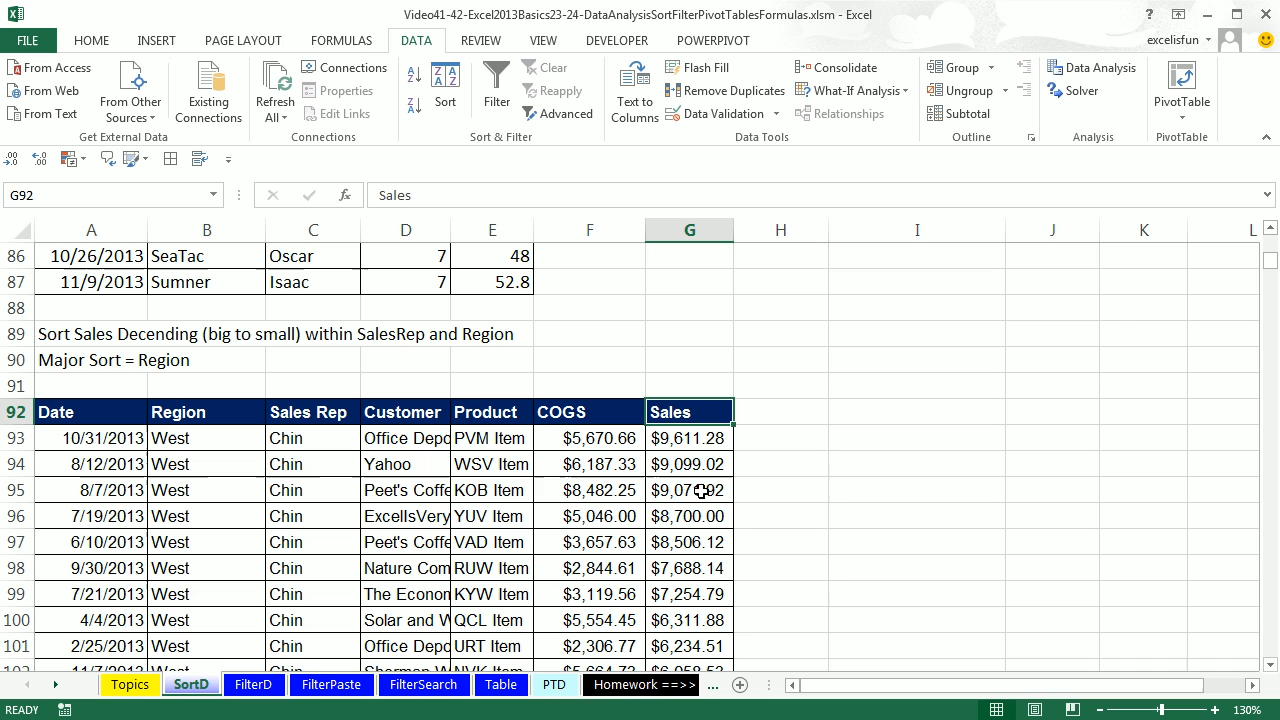 Video41-42-Excel2013Basics23-24-DataAnalysisSortFilterPivotTablesFormulas.xlsm - Excel
FILE HOME INSERT PAGE LAYOUT FORMULAS DATA REVIEW VIEW DEVELOPER POWERPIVOT excelisfun
From Access
From Web
From Text
From Other Sources
Existing Connections
Get External Data
Refresh All
Connections
Properties
Edit Links
Connections
Sort
Filter
Clear
Reapply
Advanced
Sort & Filter
Text to Columns
Flash Fill
Remove Duplicates
Data Validation
Consolidate
What-If Analysis
Relationships
Data Tools
Group
Ungroup
Subtotal
Outline
Data Analysis
Solver
Analysis
PivotTable
PivotTable
G92 fx Sales
A B C D E F G H I J K L
86 10/26/2013 SeaTac Oscar 7 48
87 11/9/2013 Sumner Isaac 7 52.8
88
89 Sort Sales Decending (big to small) within SalesRep and Region
90 Major Sort = Region
91
92 Date Region Sales Rep Customer Product COGS Sales
93 10/31/2013 West Chin Office Depo PVM Item $5,670.66 $9,611.28
94 8/12/2013 West Chin Yahoo WSV Item $6,187.33 $9,099.02
95 8/7/2013 West Chin Peet's Coffe KOB Item $8,482.25
96 7/19/2013 West Chin ExcelIsVery YUV Item $5,046.00 $8,700.00
97 6/10/2013 West Chin Peet's Coffe VAD Item $3,657.63 $8,506.12
98 9/30/2013 West Chin Nature Com RUW Item $2,844.61 $7,688.14
99 7/21/2013 West Chin The Econom KYW Item $3,119.56 $7,254.79
100 4/4/2013 West Chin Solar and W QCL Item $5,554.45 $6,311.88
101 2/25/2013 West Chin Office Depo URT Item $2,306.77 $6,234.51
Topics SortD FilterD FilterPaste FilterSearch Table PTD Homework ==>> ...
READY 130%